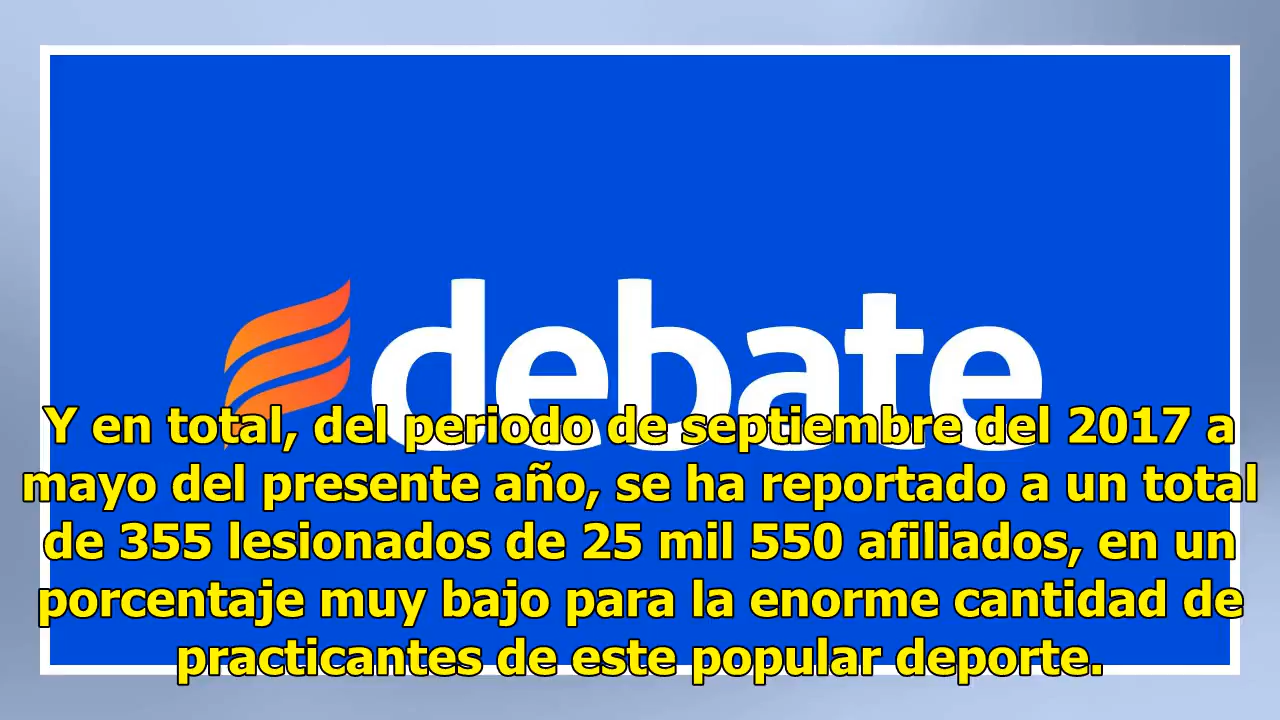 debate
Y en total, del periodo de septiembre del 2017 a
mayo del presente año, se ha reportado a un total
de 355 lesionados de 25 mil 550 afiliados, en un
porcentaje muy bajo para la enorme cantidad de
practicantes de este popular deporte.